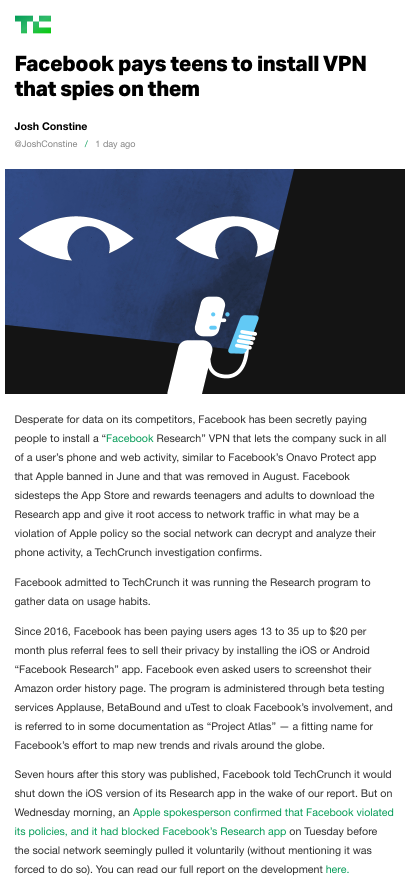 TC
Facebook pays teens to install VPN
that spies on them
Josh Constine
@JoshConstine / 1 day ago
Desperate for data on its competitors, Facebook has been secretly paying
people to install a “Facebook Research” VPN that lets the company suck in all
of a user’s phone and web activity, similar to Facebook’s Onavo Protect app
that Apple banned in June and that was removed in August. Facebook
sidesteps the App Store and rewards teenagers and adults to download the
Research app and give it root access to network traffic in what may be a
violation of Apple policy so the social network can decrypt and analyze their
phone activity, a TechCrunch investigation confirms.
Facebook admitted to TechCrunch it was running the Research program to
gather data on usage habits.
Since 2016, Facebook has been paying users ages 13 to 35 up to $20 per
month plus referral fees to sell their privacy by installing the iOS or Android
“Facebook Research” app. Facebook even asked users to screenshot their
Amazon order history page. The program is administered through beta testing
services Applause, BetaBound and uTest to cloak Facebook’s involvement, and
is referred to in some documentation as “Project Atlas” — a fitting name for
Facebook’s effort to map new trends and rivals around the globe.
Seven hours after this story was published, Facebook told TechCrunch it would
shut down the iOS version of its Research app in the wake of our report. But on
Wednesday morning, an Apple spokesperson confirmed that Facebook violated
its policies, and it had blocked Facebook’s Research app on Tuesday before
the social network seemingly pulled it voluntarily (without mentioning it was
forced to do so). You can read our full report on the development here.